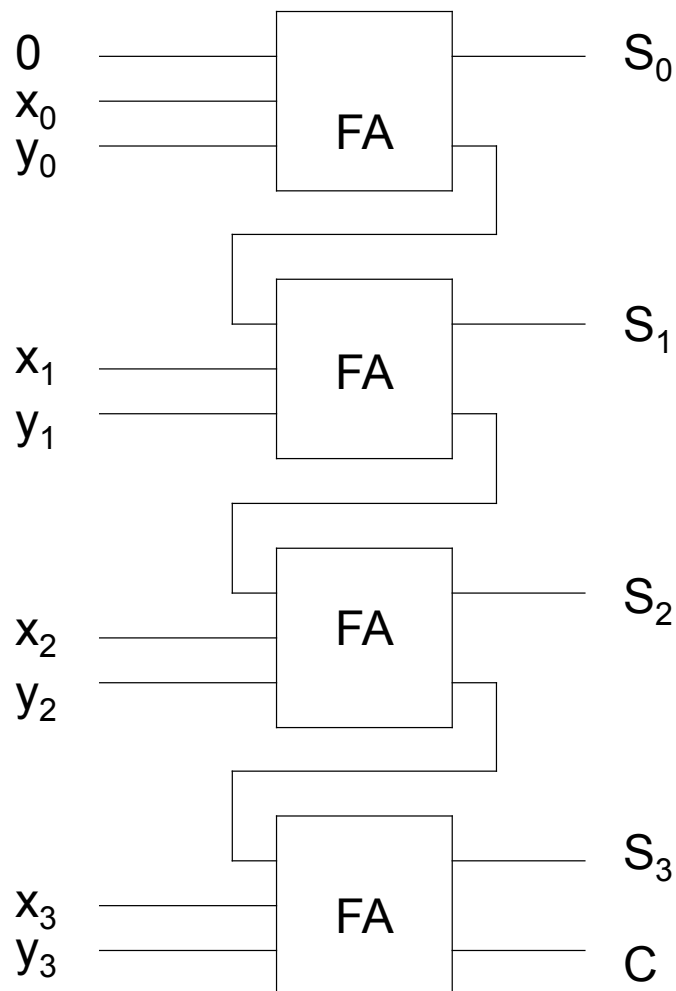 0 S₀
x₀
y₀ FA
x₁ FA S₁
y₁
x₂ FA S₂
y₂
x₃ FA S₃
y₃ C